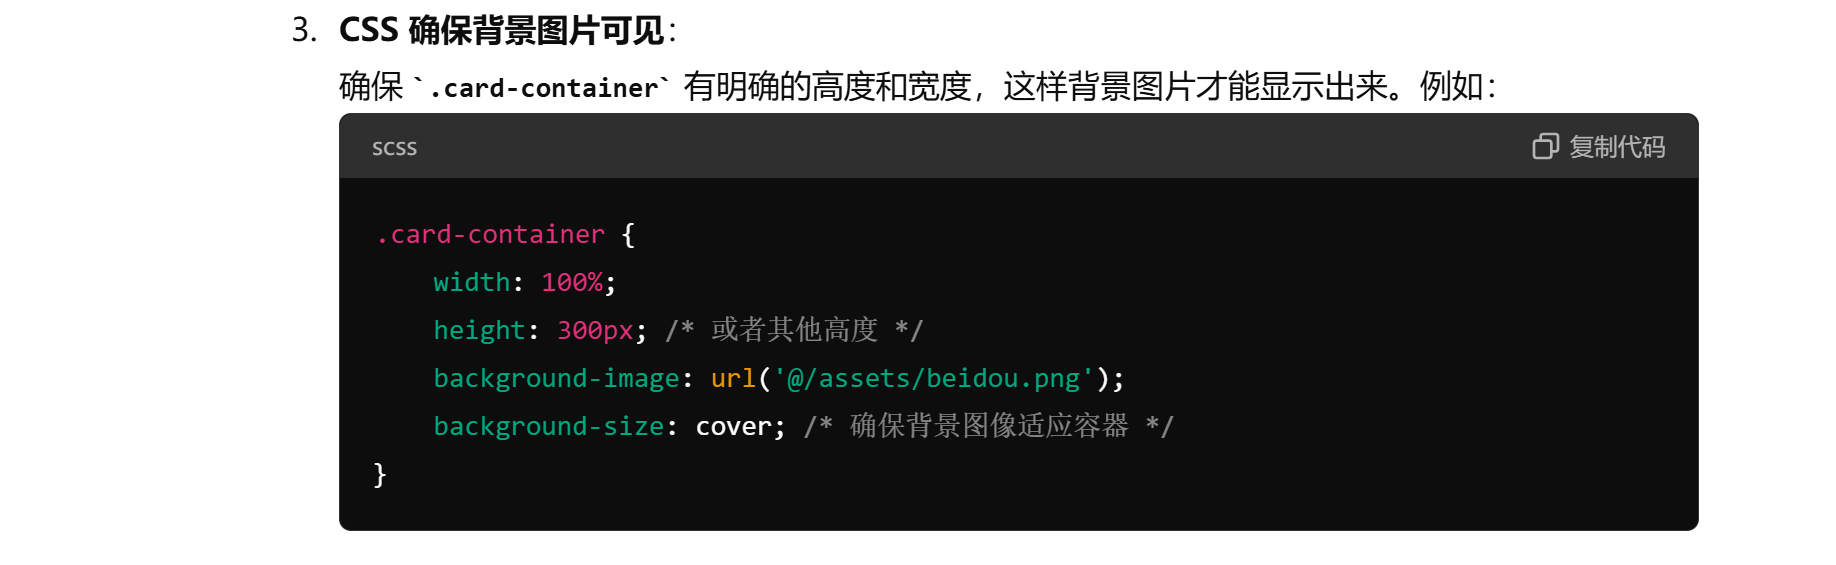 3. CSS 确保背景图片可见：
确保 `.card-container` 有明确的高度和宽度，这样背景图片才能显示出来。例如：
scss 复制代码
.card-container {
    width: 100%;
    height: 300px; /* 或者其他高度 */
    background-image: url('@/assets/beidou.png');
    background-size: cover; /* 确保背景图像适应容器 */
}